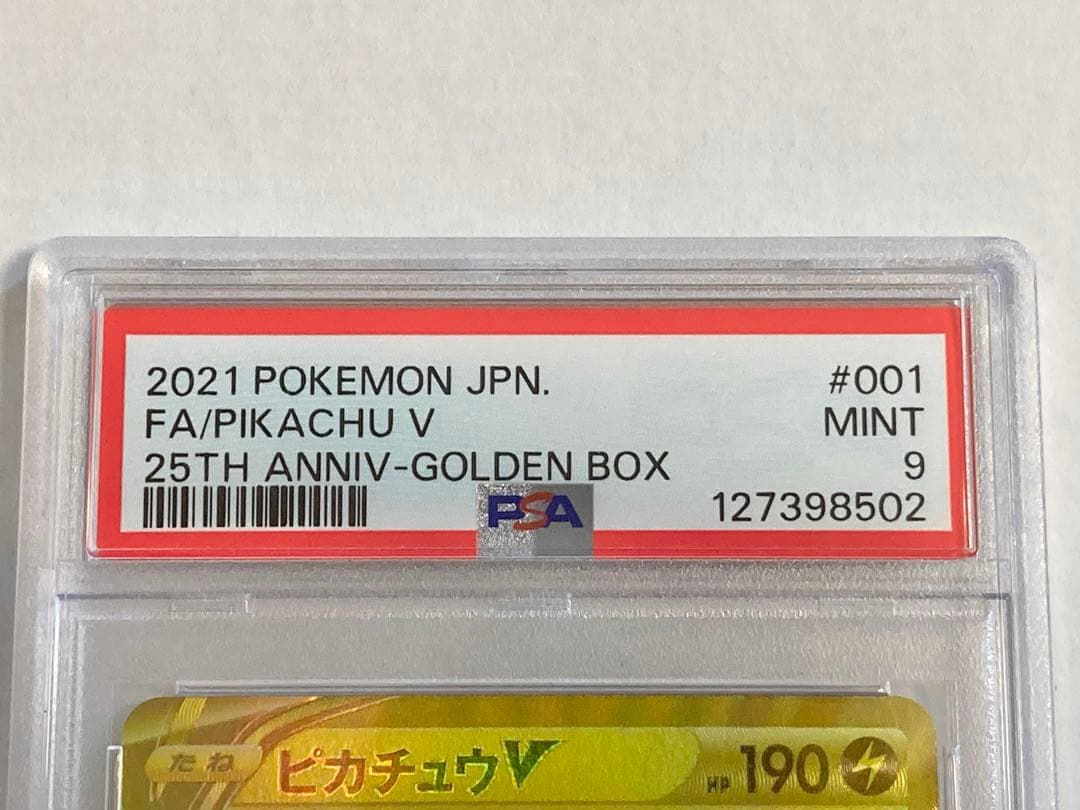 2021 POKEMON JPN. #001
FA/PIKACHU V MINT
25TH ANNIV-GOLDEN BOX 9
PSA 127398502
たね ピカチュウV HP 190